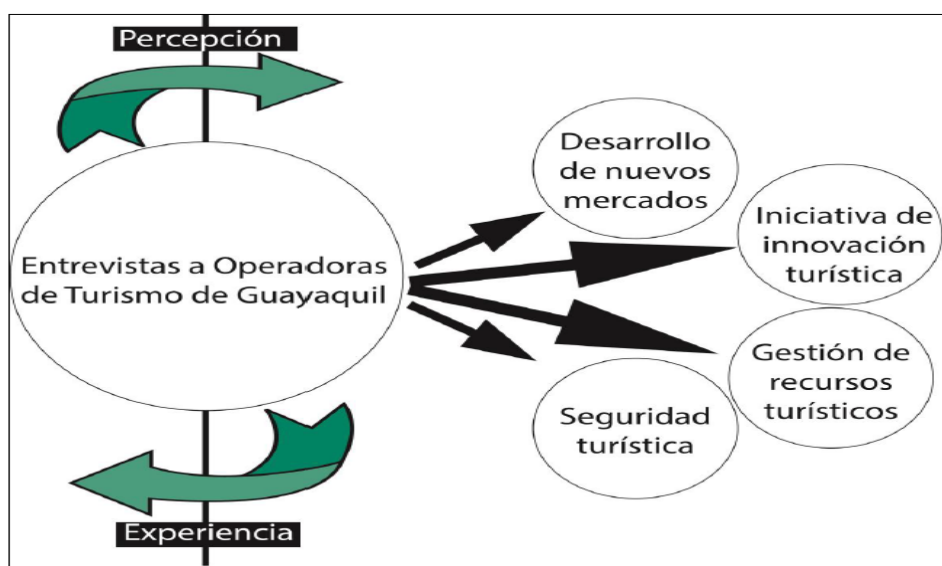 Percepción
Entrevistas a Operadoras
de Turismo de Guayaquil
Desarrollo
de nuevos
mercados
Iniciativa de
innovación
turística
Gestión de
recursos
turísticos
Seguridad
turística
Experiencia